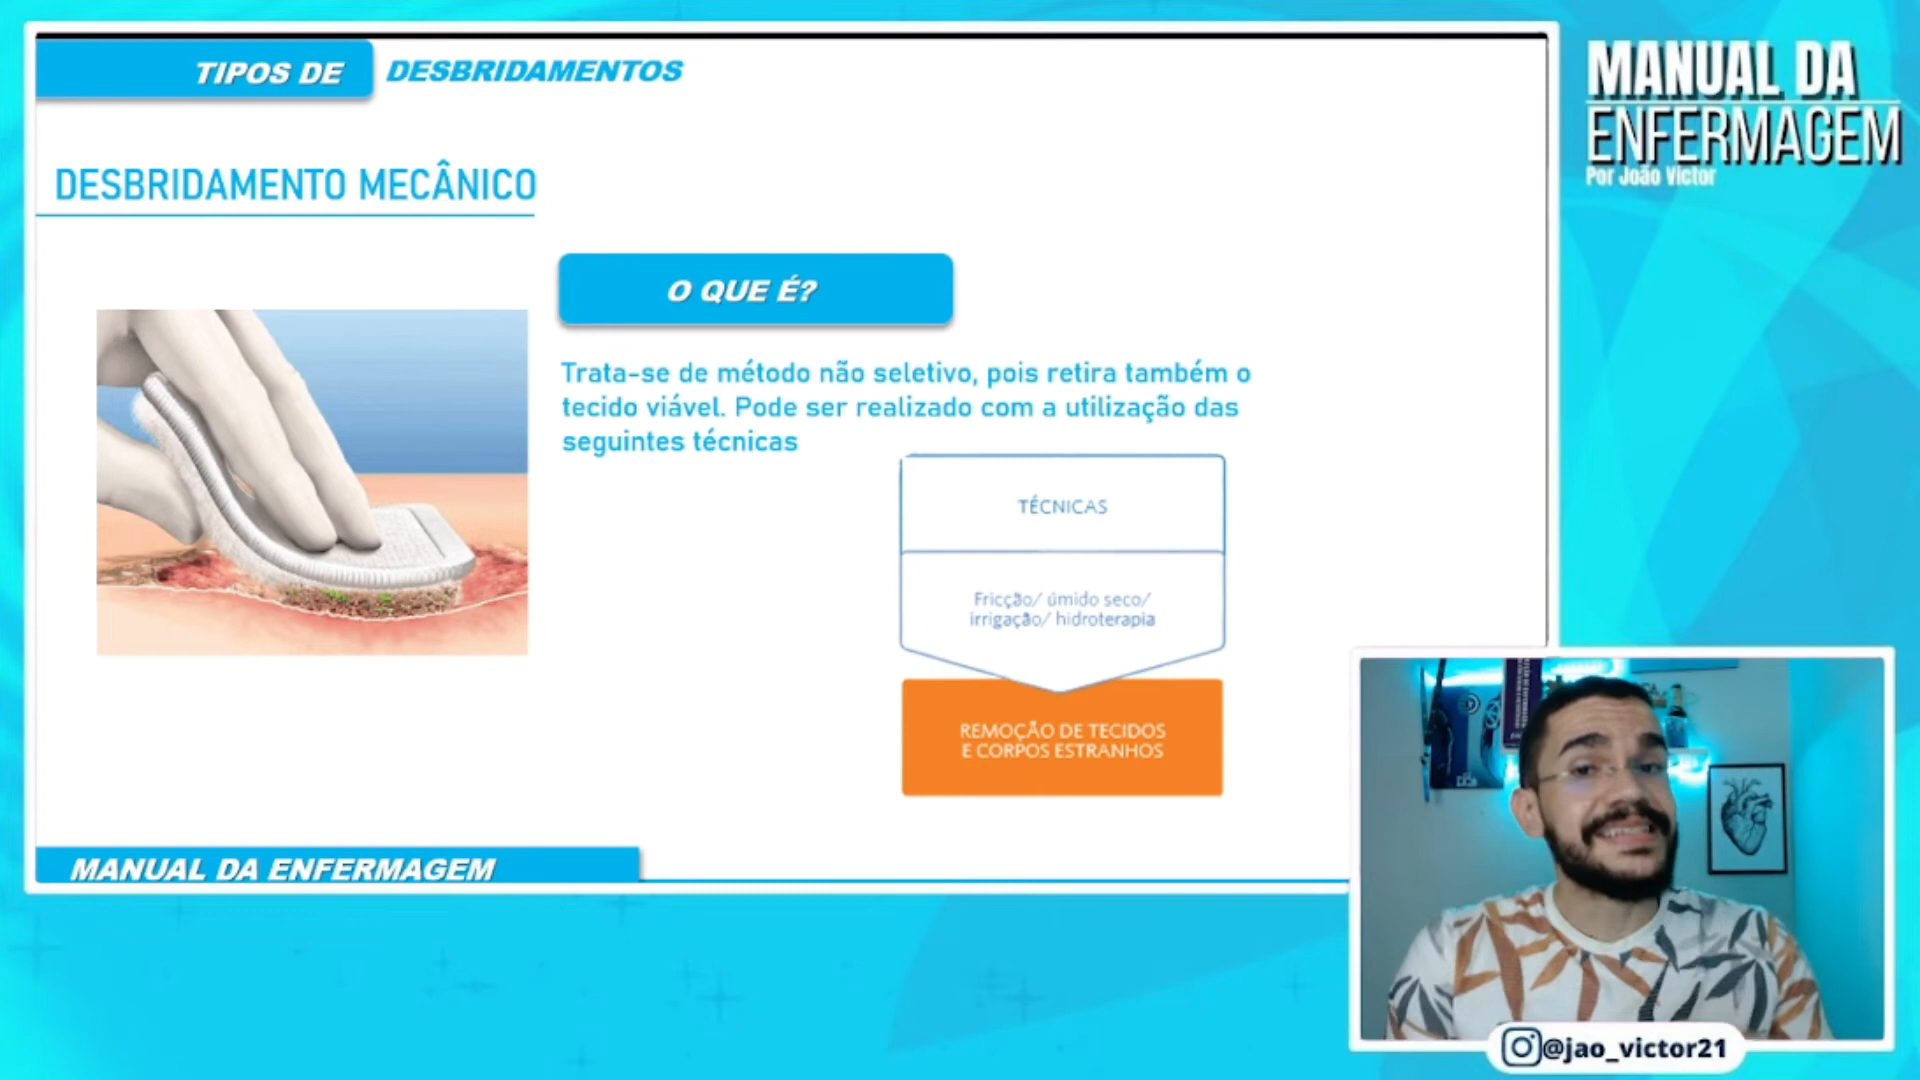 TIPOS DE DESBRIDAMENTOS
MANUAL DA
ENFERMAGEM
Por João Victor
DESBRIDAMENTO MECÂNICO
O QUE É?
Trata-se de método não seletivo, pois retira também o
tecido viável. Pode ser realizado com a utilização das
seguintes técnicas
TÉCNICAS
Fricção/ úmido seco/
irrigação/ hidroterapia
REMOÇÃO DE TECIDOS
E CORPOS ESTRANHOS
MANUAL DA ENFERMAGEM
@jao_victor21